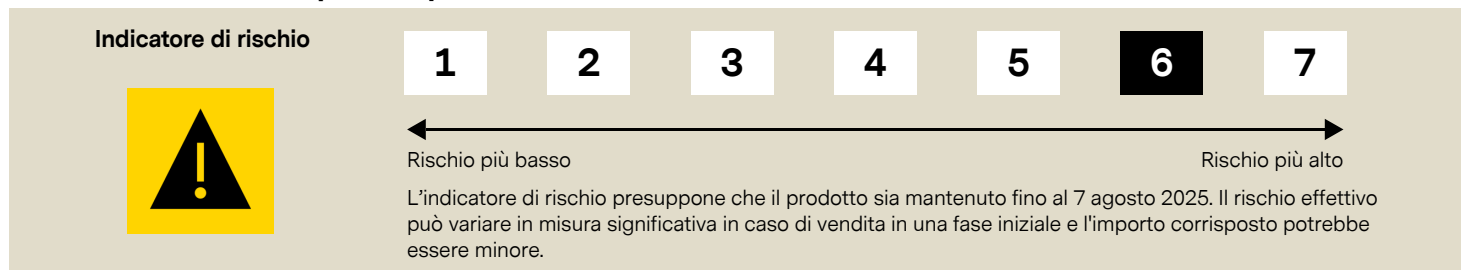 Indicatore di rischio
1 2 3 4 5 6 7
Rischio più basso Rischio più alto
L'indicatore di rischio presuppone che il prodotto sia mantenuto fino al 7 agosto 2025. Il rischio effettivo
può variare in misura significativa in caso di vendita in una fase iniziale e l'importo corrisposto potrebbe
essere minore.